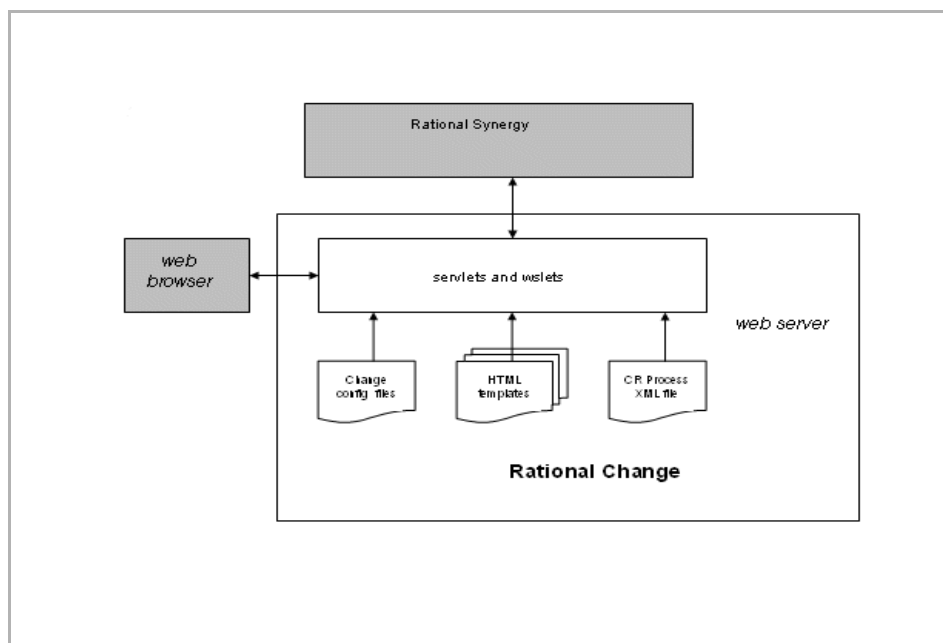 Rational Synergy
web
browser
servlets and wslets
web server
Change
config files
HTML
templates
CR Process
XML file
Rational Change